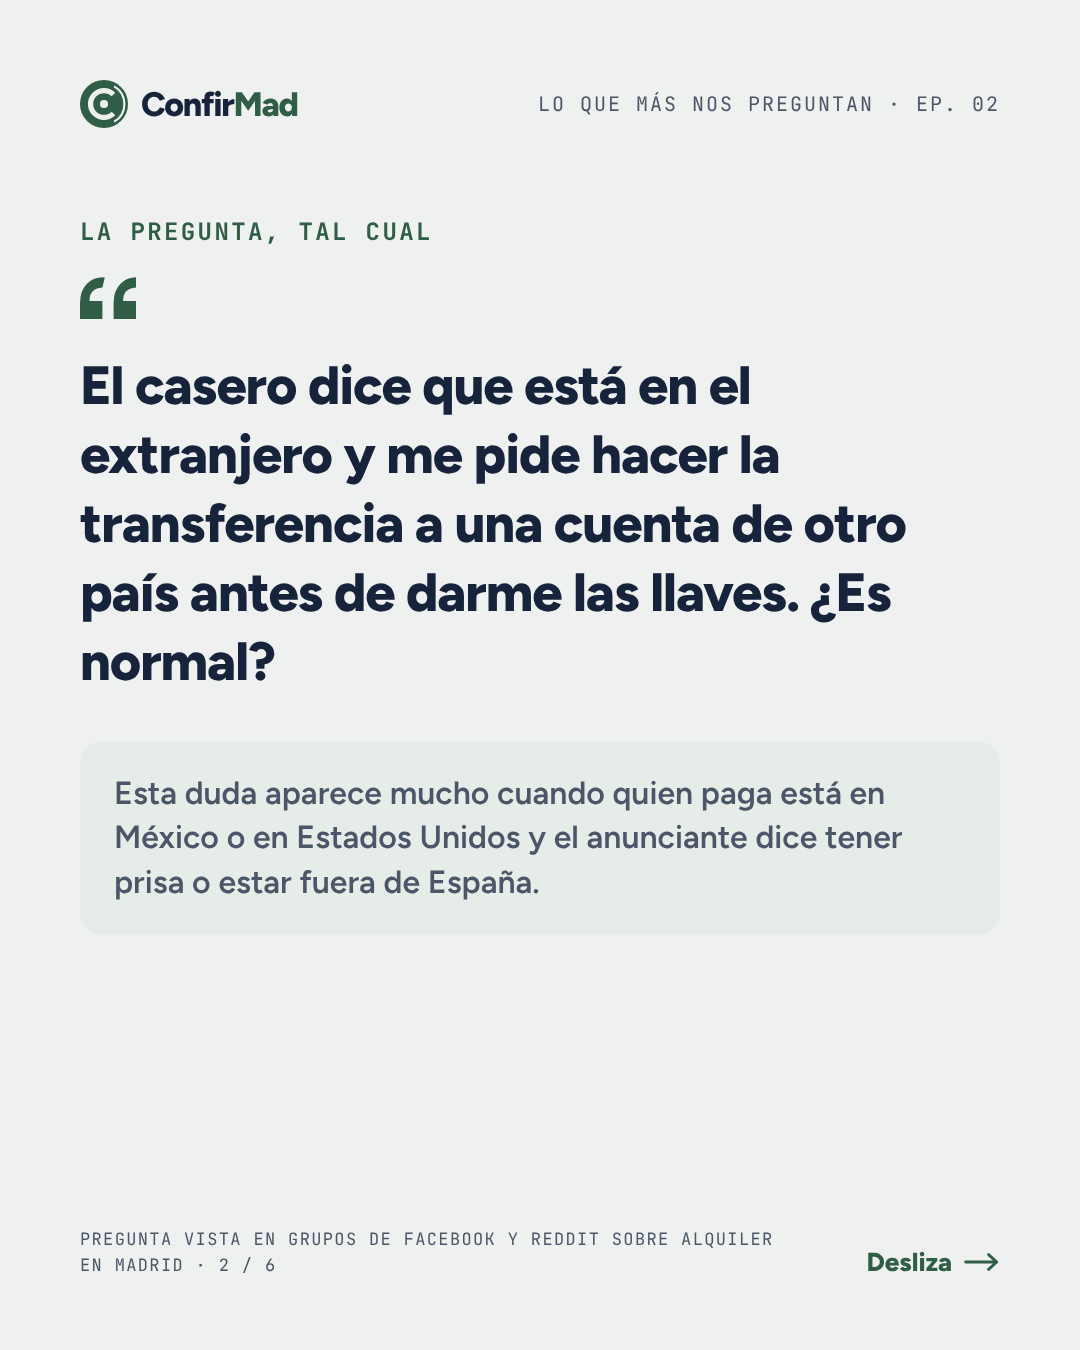 ConfirMad
LO QUE MÁS NOS PREGUNTAN · EP. 02
LA PREGUNTA, TAL CUAL
“
El casero dice que está en el
extranjero y me pide hacer la
transferencia a una cuenta de otro
país antes de darme las llaves. ¿Es
normal?
Esta duda aparece mucho cuando quien paga está en
México o en Estados Unidos y el anunciante dice tener
prisa o estar fuera de España.
PREGUNTA VISTA EN GRUPOS DE FACEBOOK Y REDDIT SOBRE ALQUILER
EN MADRID · 2 / 6
Desliza →